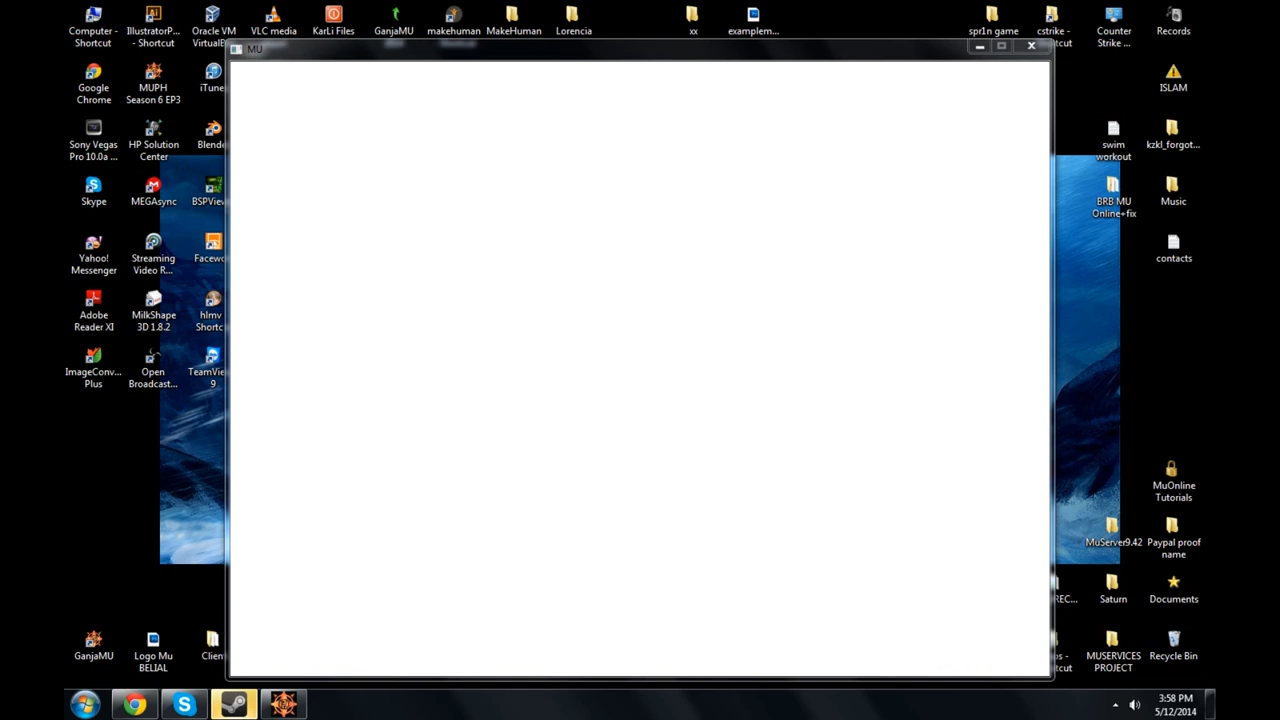 Computer - Shortcut
IllustratorP... - Shortcut
Oracle VM
VLC media
KarLi Files
GanjaMU
makehuman
MakeHuman
Lorencia
xx
examplem...
spr1n game
cstrike -
Counter Strike ...
Records
MU
Google Chrome
MUPH Season 6 EP3
ISLAM
Sony Vegas Pro 10.0a ...
HP Solution Center
swim workout
kzkl_forgot...
Skype
MEGAsync
BRB MU Online+fix
Music
Yahoo! Messenger
Streaming Video R...
contacts
Adobe Reader XI
MilkShape 3D 1.8.2
hlmv
ImageConv... Plus
Open Broadcast...
9
MuOnline Tutorials
MuServer9.42
Paypal proof name
Saturn
Documents
GanjaMU
Logo Mu BELIAL
MUSERVICES PROJECT
Recycle Bin
3:58 PM
5/12/2014